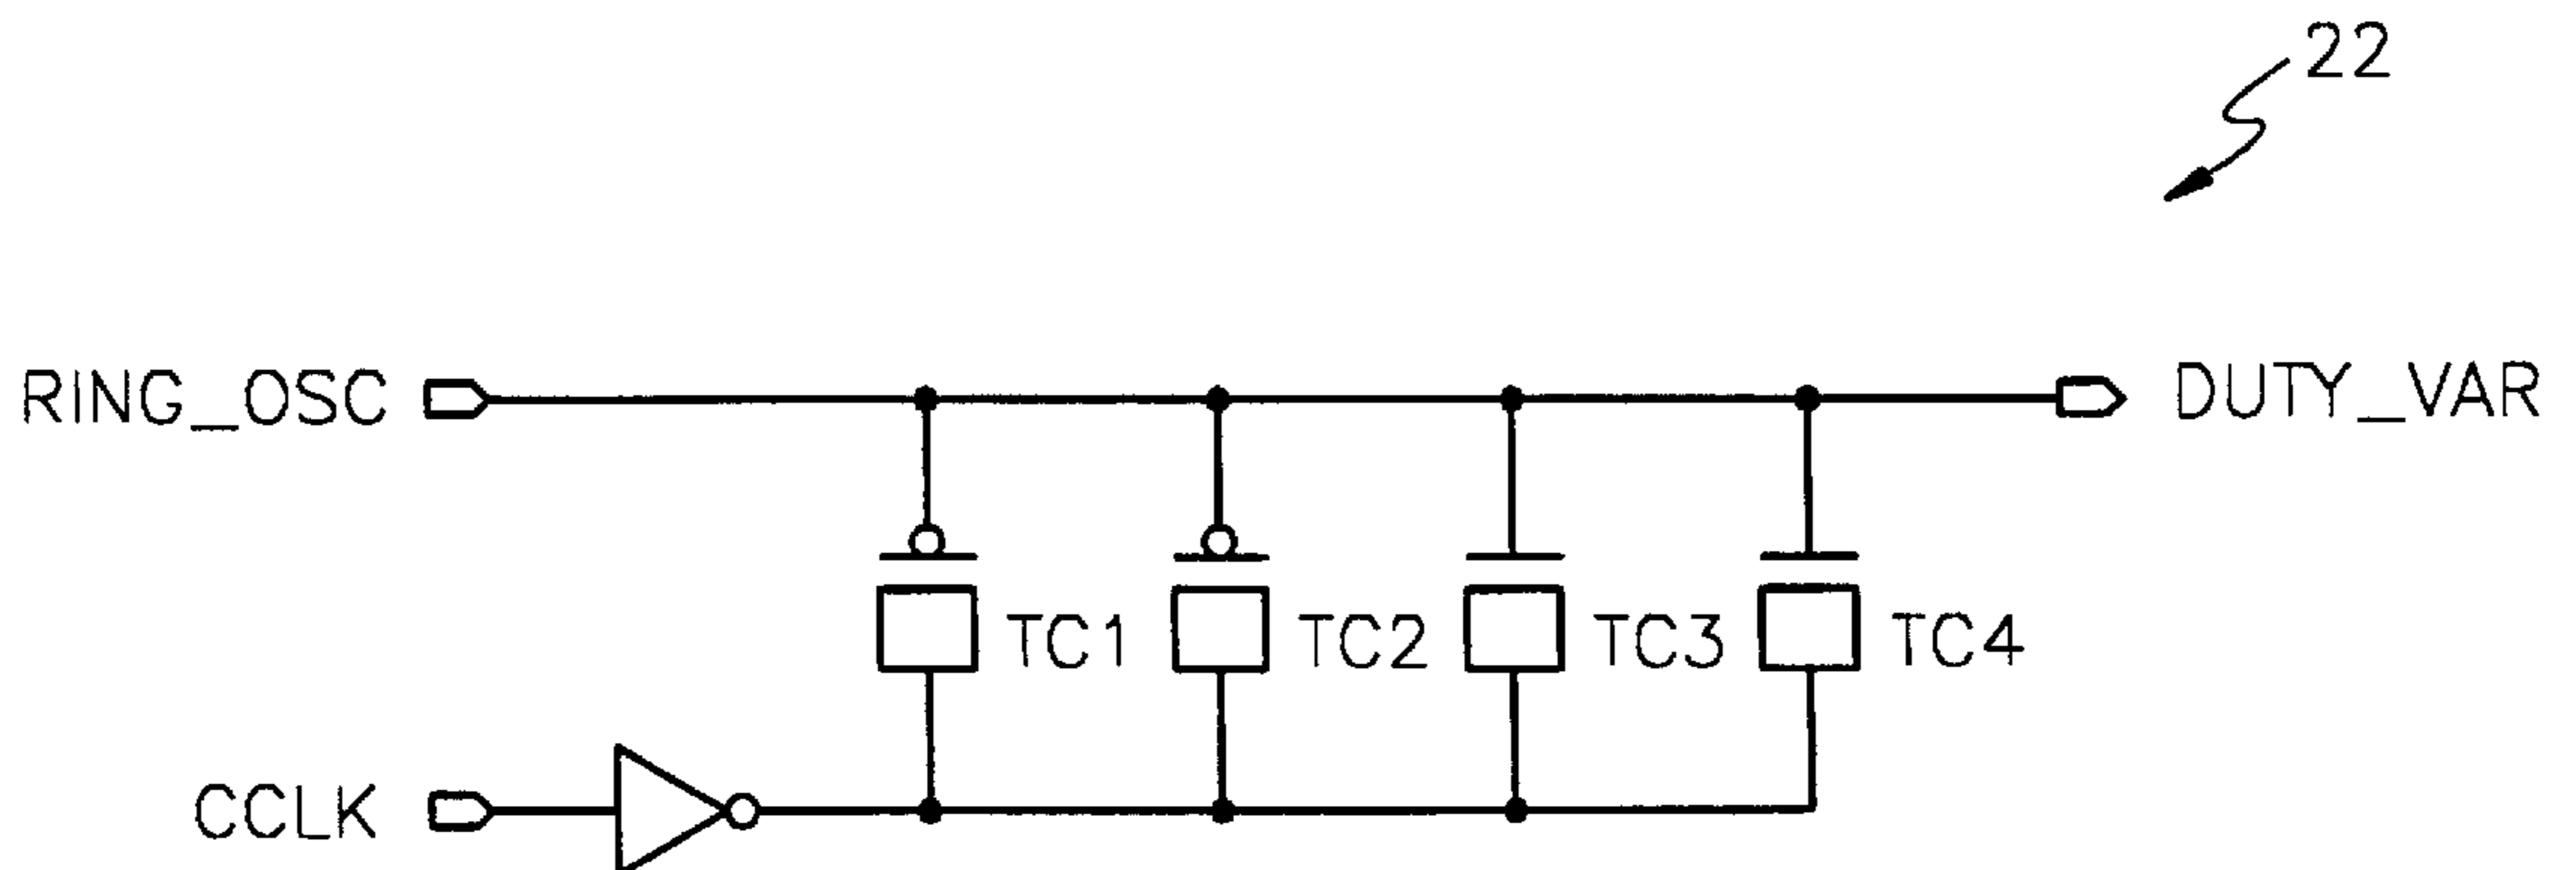 22
RING_OSC
DUTY_VAR
TC1
TC2
TC3
TC4
CCLK